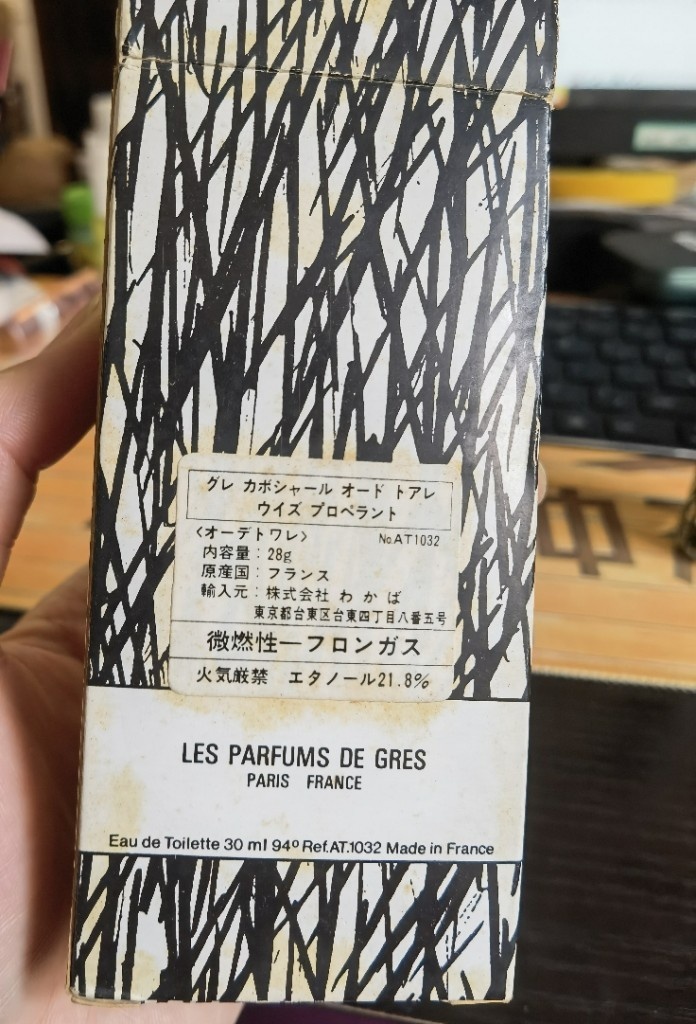 グレ カボシャール オード トアレ
ウイズ プロペラント
〈オーデトワレ〉 No.AT1032
内容量：28g
原産国：フランス
輸入元：株式会社 わかば
東京都台東区台東四丁目八番五号
微燃性―フロンガス
火気厳禁 エタノール21.8%
LES PARFUMS DE GRES
PARIS FRANCE
Eau de Toilette 30 ml 94° Ref.AT.1032 Made in France
中